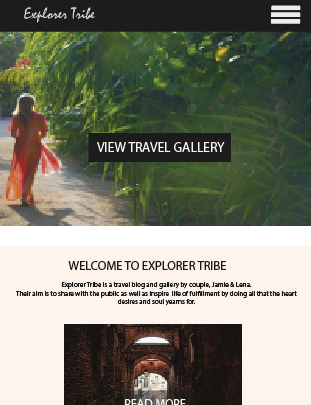 Explorer Tribe
VIEW TRAVEL GALLERY
WELCOME TO EXPLORER TRIBE
Explorer Tribe is a travel blog and gallery by couple, Jamie & Lena.
Their aim is to share with the public as well as inspire life of fulfillment by doing all that the heart
desires and soul yearns for.
READ MORE